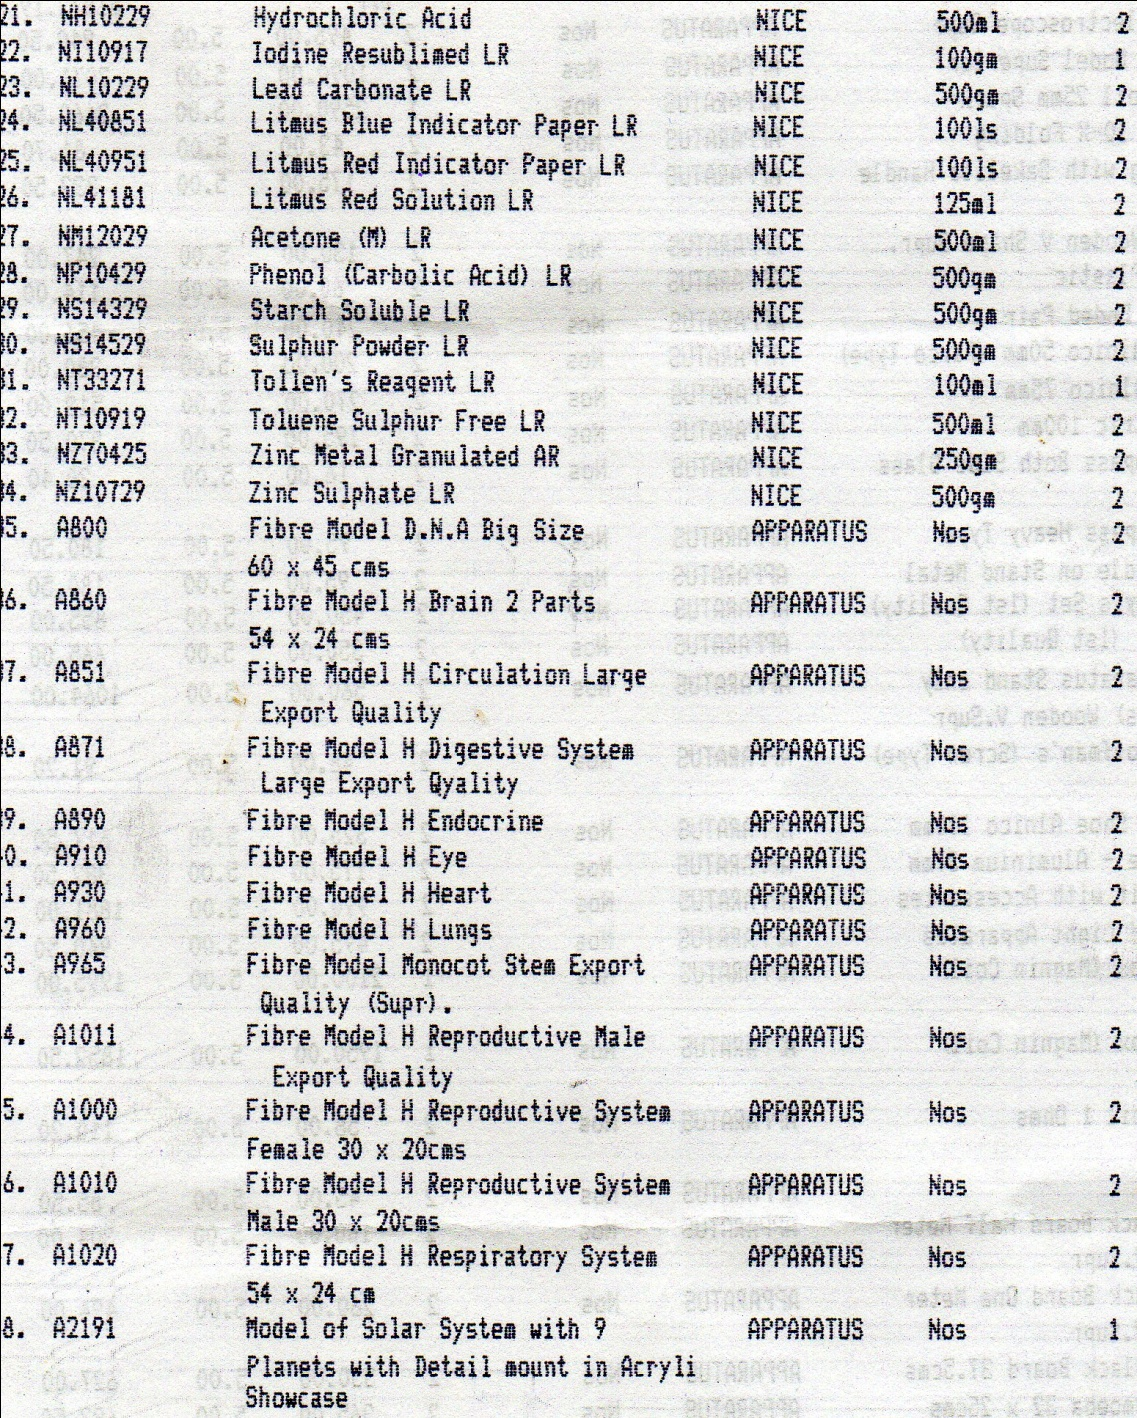 21. NH10229 Hydrochloric Acid NICE 500ml 2
22. NI10917 Iodine Resublimed LR NICE 100gm 1
23. NL10229 Lead Carbonate LR NICE 500gm 2
24. NL40851 Litmus Blue Indicator Paper LR NICE 100ls 2
25. NL40951 Litmus Red Indicator Paper LR NICE 100ls 2
26. NL41181 Litmus Red Solution LR NICE 125ml 2
27. NM12029 Acetone (M) LR NICE 500ml 2
28. NP10429 Phenol (Carbolic Acid) LR NICE 500gm 2
29. NS14329 Starch Soluble LR NICE 500gm 2
30. NS14529 Sulphur Powder LR NICE 500gm 2
31. NT33271 Tollen's Reagent LR NICE 100ml 1
32. NT10919 Toluene Sulphur Free LR NICE 500ml 2
33. NZ70425 Zinc Metal Granulated AR NICE 250gm 2
34. NZ10729 Zinc Sulphate LR NICE 500gm 2
35. A800 Fibre Model D.N.A Big Size APPARATUS Nos 2
60 x 45 cms
36. A860 Fibre Model H Brain 2 Parts APPARATUS Nos 2
54 x 24 cms
37. A851 Fibre Model H Circulation Large APPARATUS Nos 2
Export Quality
38. A871 Fibre Model H Digestive System APPARATUS Nos 2
Large Export Qyality
39. A890 Fibre Model H Endocrine APPARATUS Nos 2
0. A910 Fibre Model H Eye APPARATUS Nos 2
1. A930 Fibre Model H Heart APPARATUS Nos 2
2. A960 Fibre Model H Lungs APPARATUS Nos 2
3. A965 Fibre Model Monocot Stem Export APPARATUS Nos 2
Quality (Supr).
4. A1011 Fibre Model H Reproductive Male APPARATUS Nos 2
Export Quality
5. A1000 Fibre Model H Reproductive System APPARATUS Nos 2
Female 30 x 20cms
6. A1010 Fibre Model H Reproductive System APPARATUS Nos 2
Male 30 x 20cms
7. A1020 Fibre Model H Respiratory System APPARATUS Nos 2
54 x 24 cm
8. A2191 Model of Solar System with 9 APPARATUS Nos 1
Planets with Detail mount in Acryli
Showcase